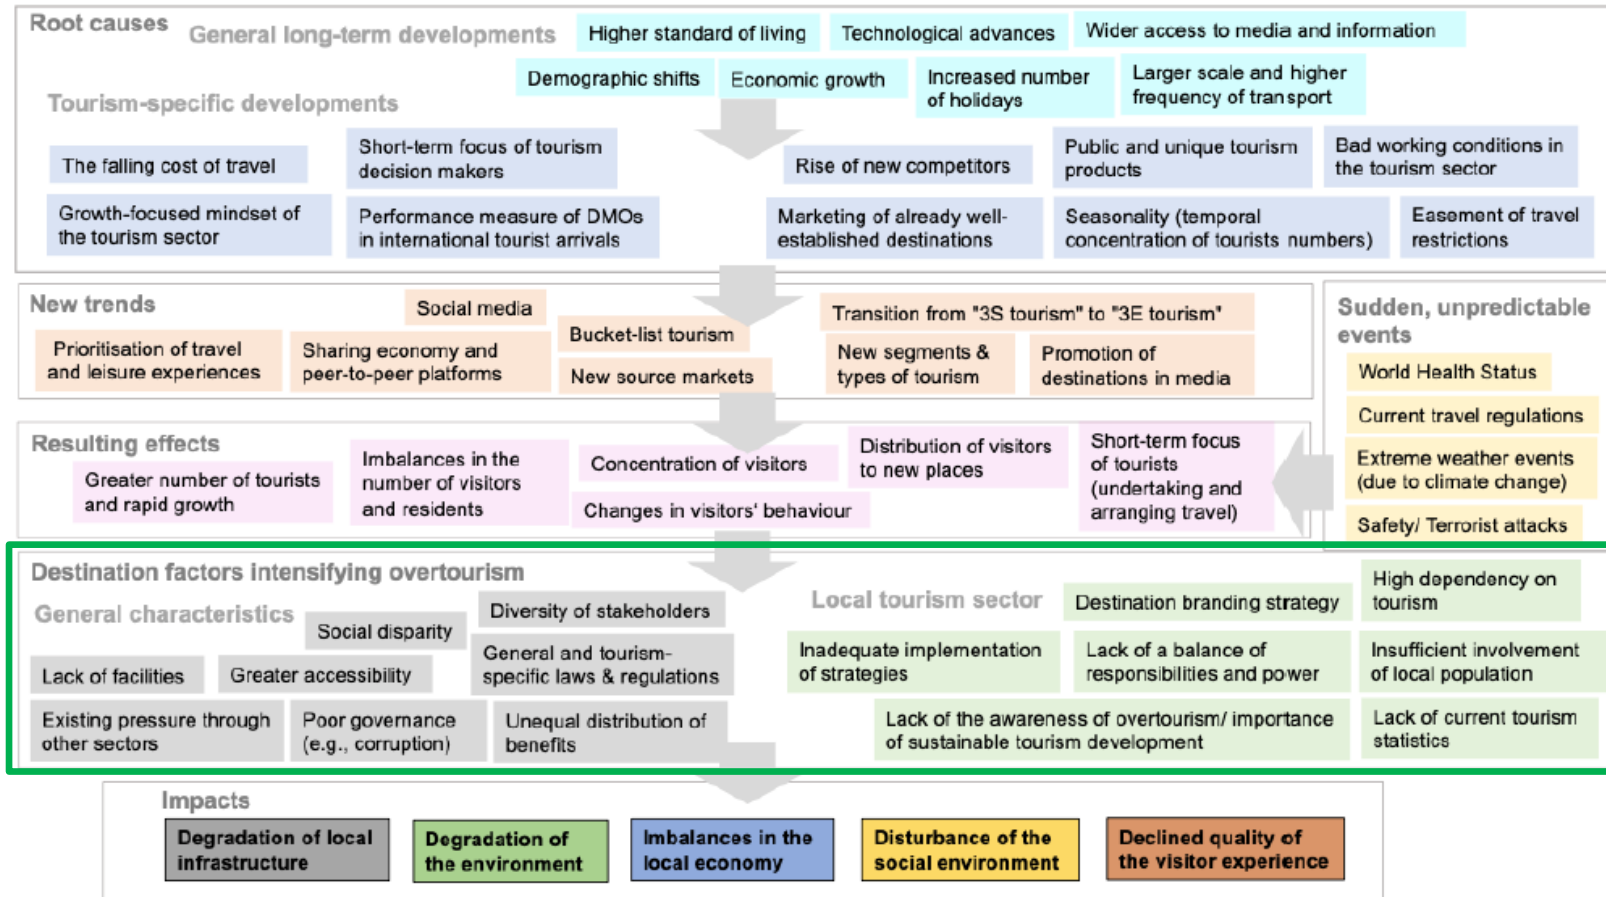 Root causes
General long-term developments
Higher standard of living
Technological advances
Wider access to media and information
Demographic shifts
Economic growth
Increased number
of holidays
Larger scale and higher
frequency of transport
Tourism-specific developments
The falling cost of travel
Short-term focus of tourism
decision makers
Rise of new competitors
Public and unique tourism
products
Bad working conditions in
the tourism sector
Growth-focused mindset of
the tourism sector
Performance measure of DMOs
in international tourist arrivals
Marketing of already well-
established destinations
Seasonality (temporal
concentration of tourists numbers)
Easement of travel
restrictions
New trends
Social media
Transition from "3S tourism" to "3E tourism"
Prioritisation of travel
and leisure experiences
Sharing economy and
peer-to-peer platforms
Bucket-list tourism
New source markets
New segments &
types of tourism
Promotion of
destinations in media
Sudden, unpredictable
events
World Health Status
Current travel regulations
Extreme weather events
(due to climate change)
Safety/ Terrorist attacks
Resulting effects
Greater number of tourists
and rapid growth
Imbalances in the
number of visitors
and residents
Concentration of visitors
Changes in visitors' behaviour
Distribution of visitors
to new places
Short-term focus
of tourists
(undertaking and
arranging travel)
Destination factors intensifying overtourism
General characteristics
Social disparity
Diversity of stakeholders
Lack of facilities
Greater accessibility
General and tourism-
specific laws & regulations
Existing pressure through
other sectors
Poor governance
(e.g., corruption)
Unequal distribution of
benefits
Local tourism sector
Destination branding strategy
High dependency on
tourism
Inadequate implementation
of strategies
Lack of a balance of
responsibilities and power
Insufficient involvement
of local population
Lack of the awareness of overtourism/ importance
of sustainable tourism development
Lack of current tourism
statistics
Impacts
Degradation of local
infrastructure
Degradation of
the environment
Imbalances in the
local economy
Disturbance of the
social environment
Declined quality of
the visitor experience